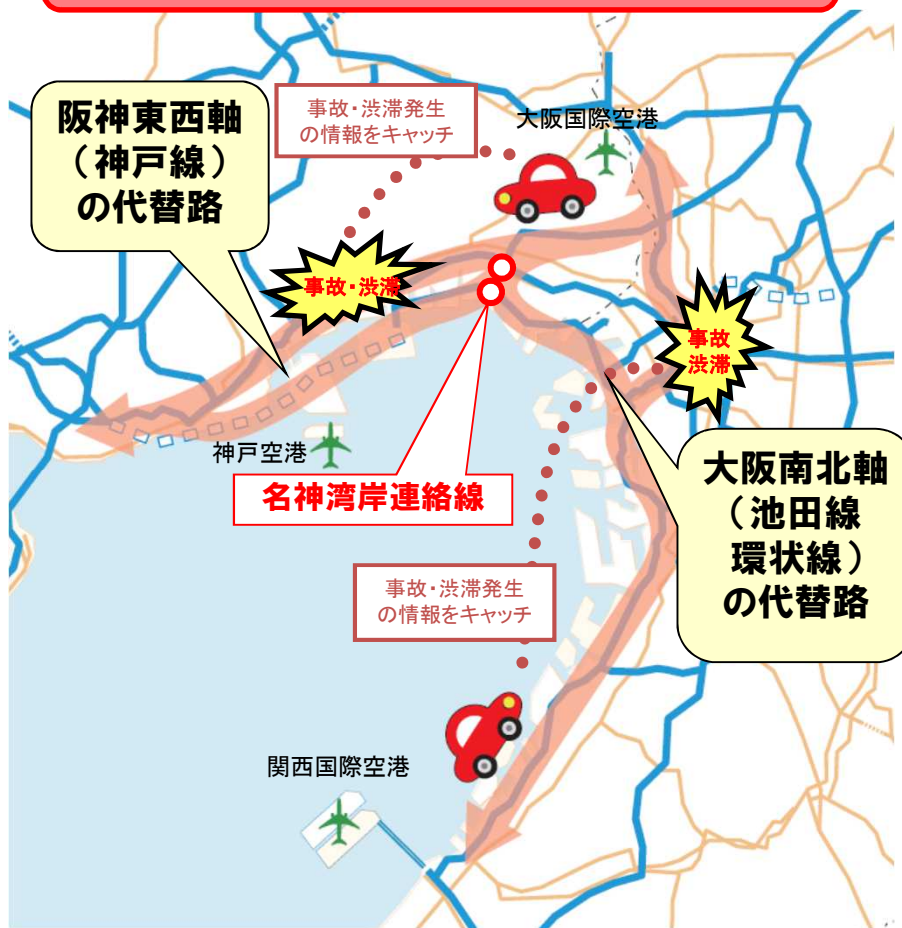 事故・渋滞発生
の情報をキャッチ
大阪国際空港
阪神東西軸
（神戸線）
の代替路
事故・渋滞
事故
渋滞
神戸空港
名神湾岸連絡線
大阪南北軸
（池田線
環状線）
の代替路
事故・渋滞発生
の情報をキャッチ
関西国際空港